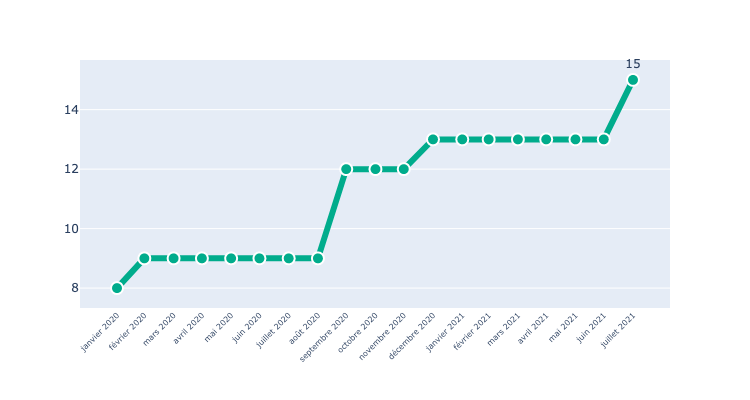 15
14
12
10
8
janvier 2020
février 2020
mars 2020
avril 2020
mai 2020
juin 2020
juillet 2020
août 2020
septembre 2020
octobre 2020
novembre 2020
décembre 2020
janvier 2021
février 2021
mars 2021
avril 2021
mai 2021
juin 2021
juillet 2021